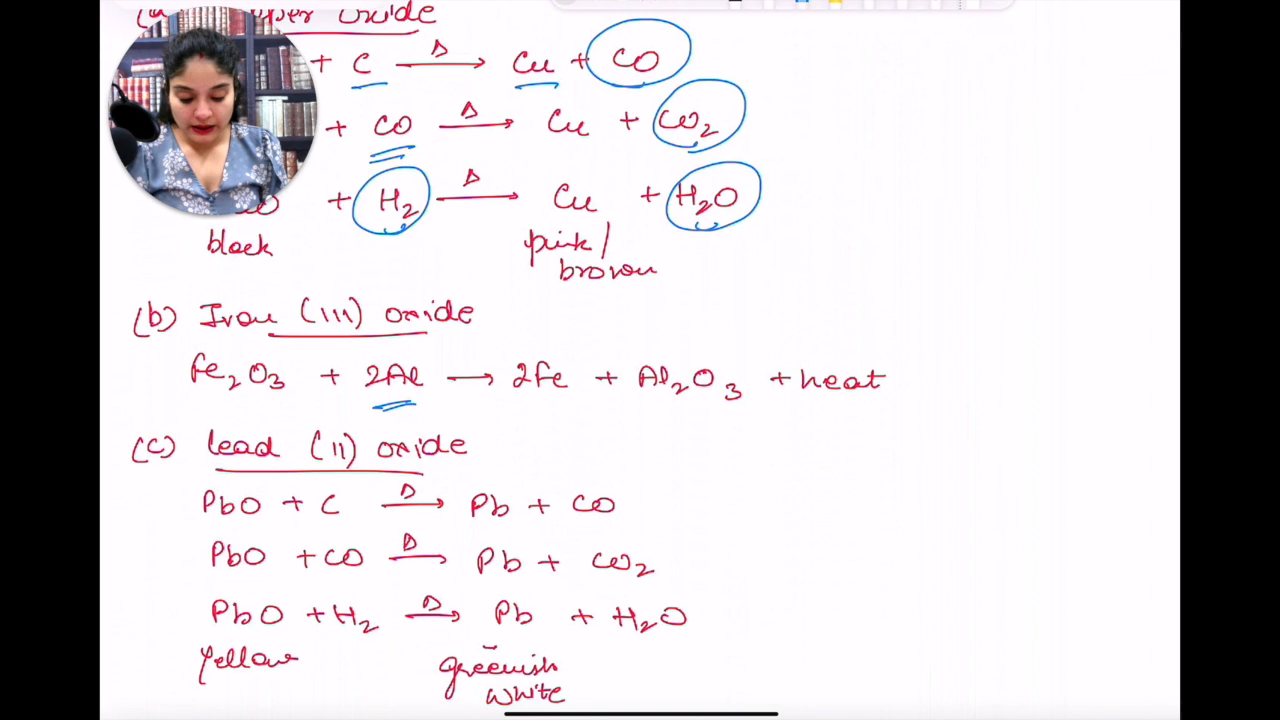 oxide
+ C Δ→ Cu + CO
+ CO Δ→ Cu + CO₂
+ H₂ Δ→ Cu + H₂O
black pink/
brown
(b) Iron (III) oxide
Fe₂O₃ + 2Al → 2Fe + Al₂O₃ + heat
(c) lead (II) oxide
PbO + C Δ→ Pb + CO
PbO + CO Δ→ Pb + CO₂
PbO + H₂ Δ→ Pb + H₂O
Yellow greenish
white